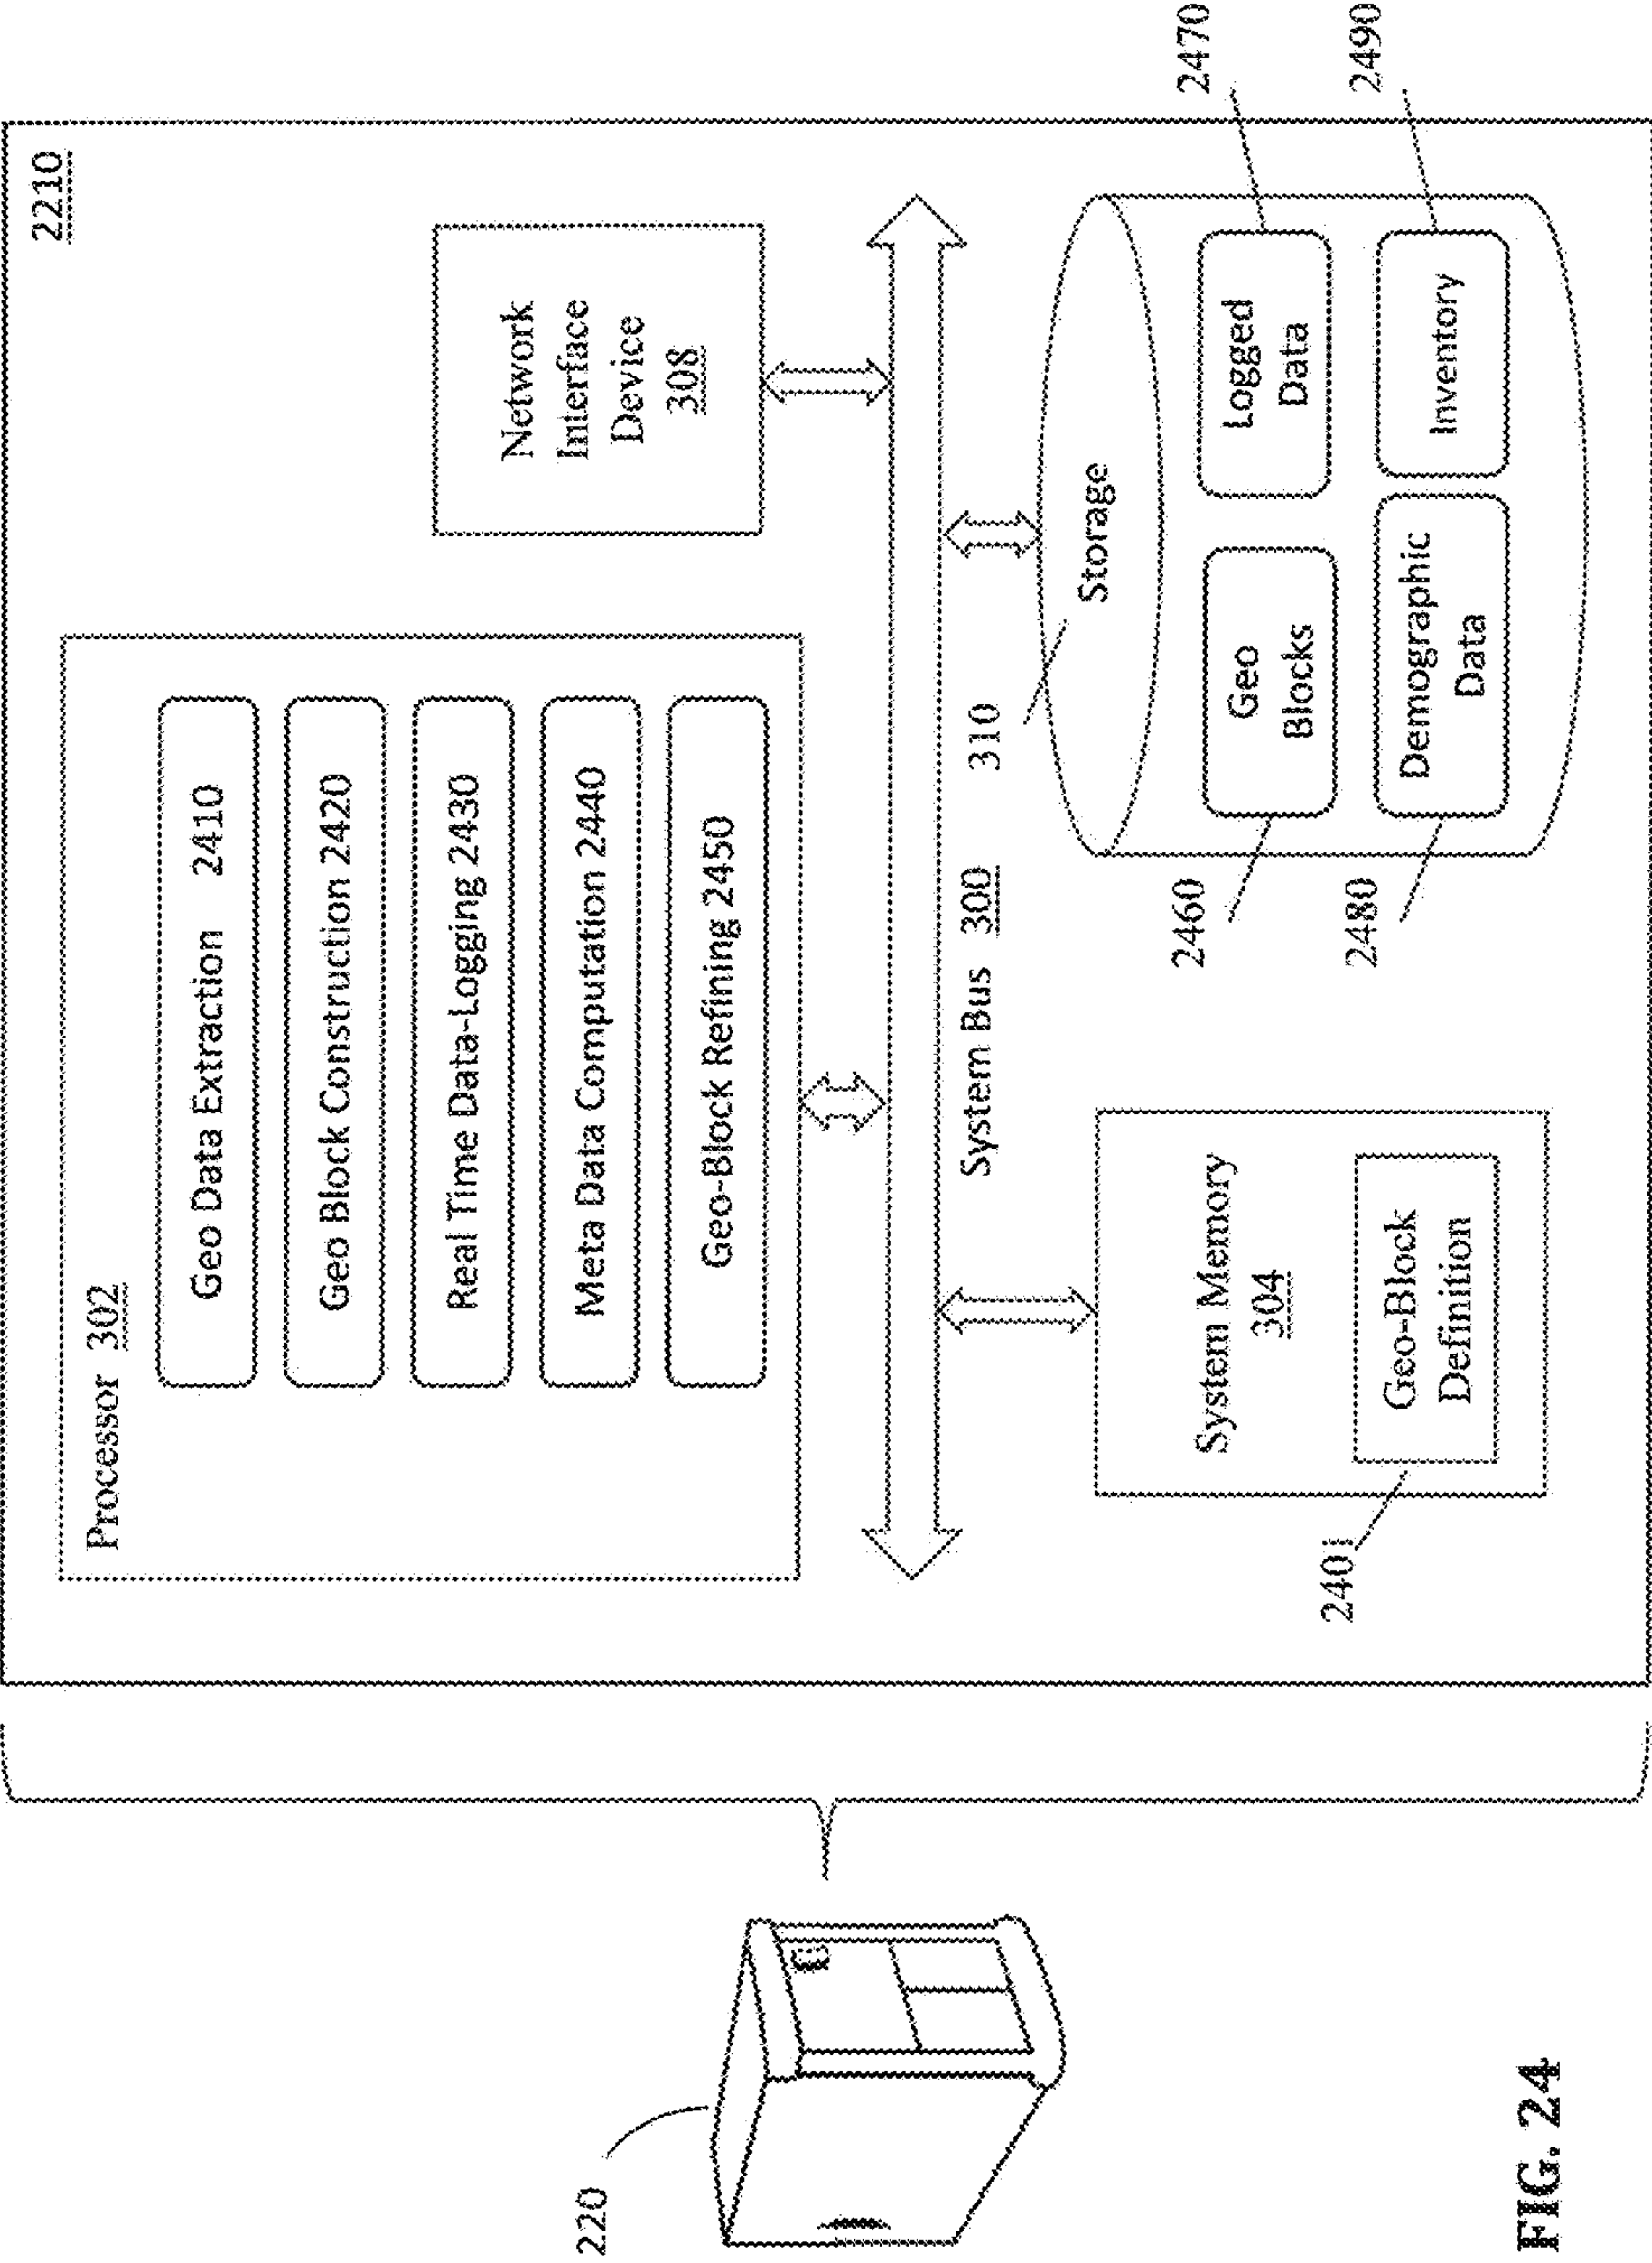 2210
Processor 302
Geo Data Extraction 2410
Geo Block Construction 2420
Real Time Data-Logging 2430
Meta Data Computation 2440
Geo-Block Refining 2450
Network
Interface
Device
308
System Bus 300
310
Storage
System Memory
304
Geo-Block
Definition
2401
2460
Geo
Blocks
Logged
Data
2470
2480
Demographic
Data
Inventory
2490
220
FIG. 24